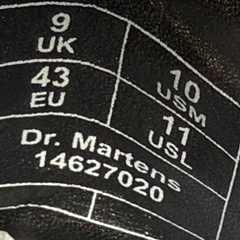 9
UK
10
USM
43
EU
11
USL
Dr. Martens
14627020